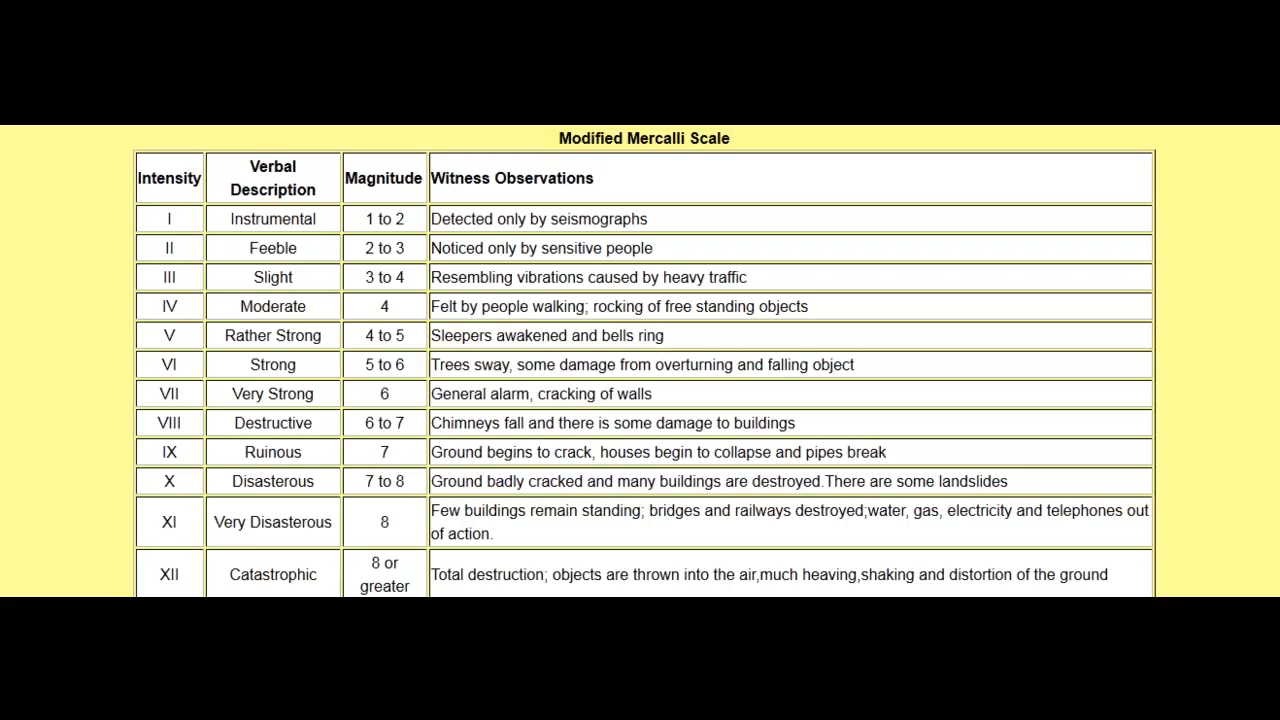 Modified Mercalli Scale
Intensity Verbal Description Magnitude Witness Observations
I Instrumental 1 to 2 Detected only by seismographs
II Feeble 2 to 3 Noticed only by sensitive people
III Slight 3 to 4 Resembling vibrations caused by heavy traffic
IV Moderate 4 Felt by people walking; rocking of free standing objects
V Rather Strong 4 to 5 Sleepers awakened and bells ring
VI Strong 5 to 6 Trees sway, some damage from overturning and falling object
VII Very Strong 6 General alarm, cracking of walls
VIII Destructive 6 to 7 Chimneys fall and there is some damage to buildings
IX Ruinous 7 Ground begins to crack, houses begin to collapse and pipes break
X Disasterous 7 to 8 Ground badly cracked and many buildings are destroyed.There are some landslides
XI Very Disasterous 8 Few buildings remain standing; bridges and railways destroyed;water, gas, electricity and telephones out
of action.
XII Catastrophic 8 or greater Total destruction; objects are thrown into the air,much heaving,shaking and distortion of the ground